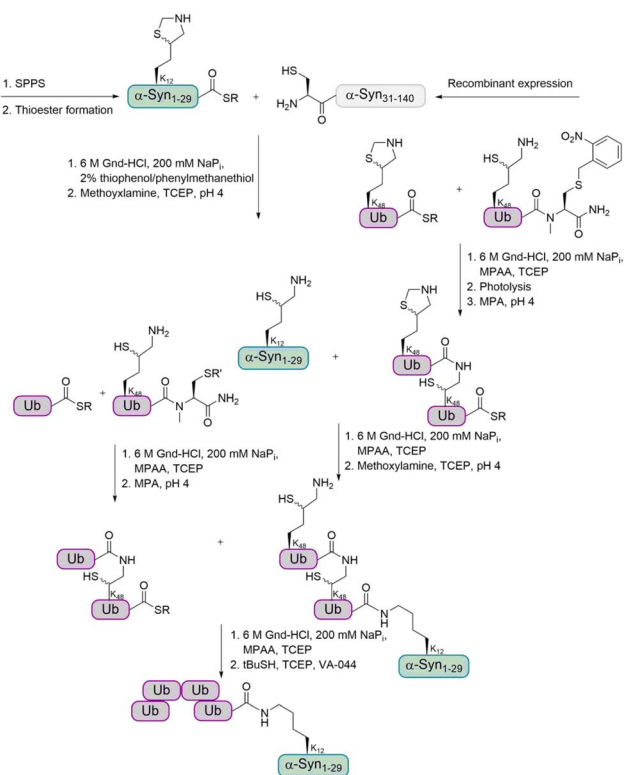 S NH
K12
1. SPPS
2. Thioester formation
α-Syn1-29
O
SR
+
HS
H2N
O
α-Syn31-140
Recombinant expression
1. 6 M Gnd-HCl, 200 mM NaPi,
2% thiophenol/phenylmethanethiol
2. Methoyxlamine, TCEP, pH 4
S NH
K48
Ub
O
SR
+
NH2
HS
K48
Ub
O
N
O2N
S
NH2
O
1. 6 M Gnd-HCl, 200 mM NaPi,
MPAA, TCEP
2. Photolysis
3. MPA, pH 4
NH2
HS
K12
α-Syn1-29
+
S NH
K48
Ub
O
NH
HS
K48
Ub
O
SR
Ub
O
SR
+
NH2
HS
K48
Ub
O
N
SR'
NH2
O
1. 6 M Gnd-HCl, 200 mM NaPi,
MPAA, TCEP
2. MPA, pH 4
1. 6 M Gnd-HCl, 200 mM NaPi,
MPAA, TCEP
2. Methoxylamine, TCEP, pH 4
Ub
O
NH
HS
K48
Ub
O
SR
+
NH2
HS
K48
Ub
O
NH
HS
K48
Ub
O
N
H
K12
α-Syn1-29
1. 6 M Gnd-HCl, 200 mM NaPi,
MPAA, TCEP
2. tBuSH, TCEP, VA-044
Ub Ub
Ub Ub
O
N
H
K12
α-Syn1-29